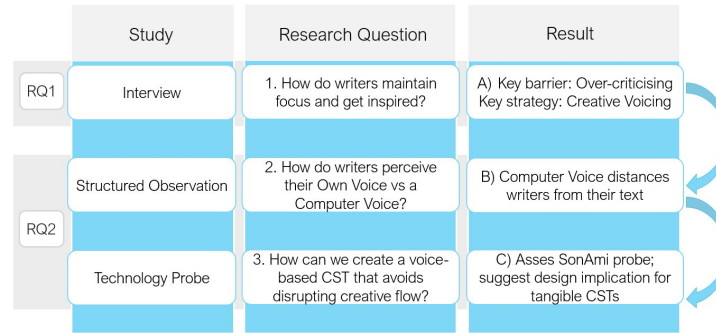 Study
Research Question
Result
RQ1
Interview
1. How do writers maintain
focus and get inspired?
A) Key barrier: Over-criticising
Key strategy: Creative Voicing
RQ2
Structured Observation
2. How do writers perceive
their Own Voice vs a
Computer Voice?
B) Computer Voice distances
writers from their text
Technology Probe
3. How can we create a voice-
based CST that avoids
disrupting creative flow?
C) Asses SonAmi probe;
suggest design implication for
tangible CSTs